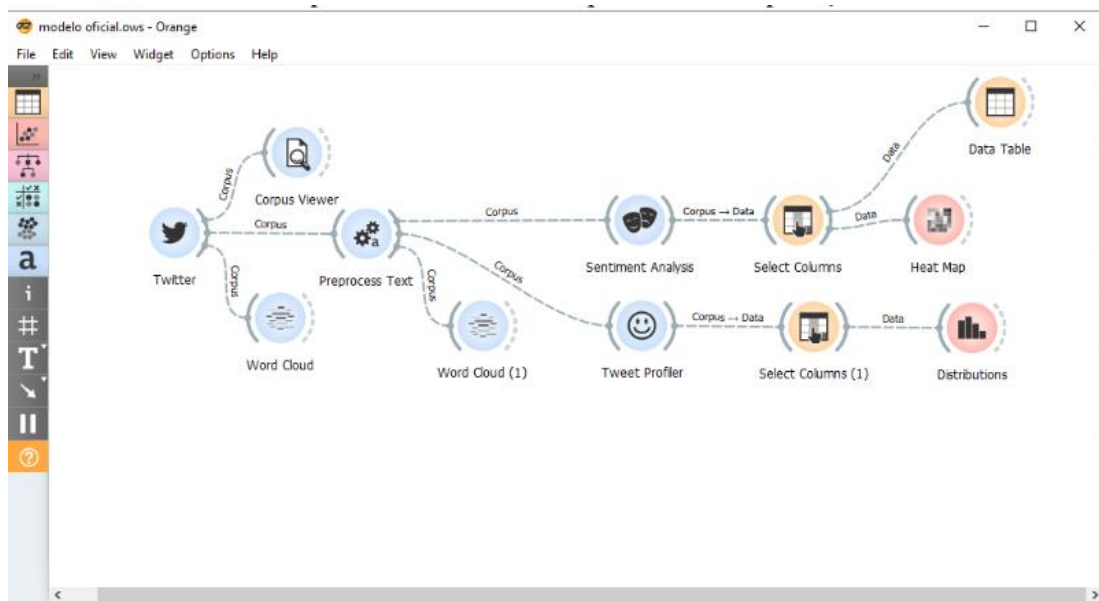 modelo oficial.ows - Orange
File Edit View Widget Options Help
Data Table
Data
Corpus Viewer
Corpus
Corpus
Corpus
Corpus → Data
Data
Twitter
Preprocess Text
Sentiment Analysis
Select Columns
Heat Map
Corpus
Corpus
Corpus
Corpus → Data
Data
Word Cloud
Word Cloud (1)
Tweet Profiler
Select Columns (1)
Distributions
a
a
i
#
T
?